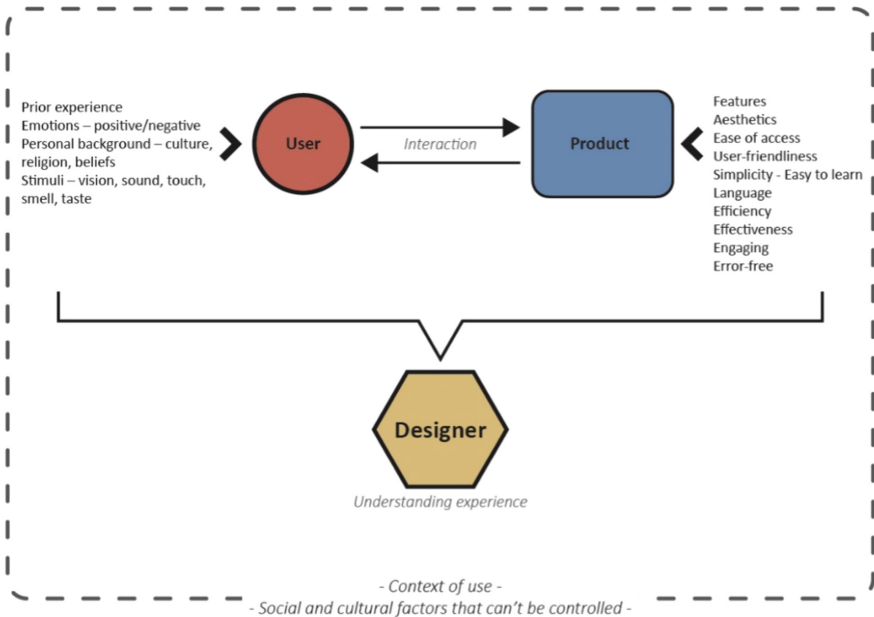 Prior experience
Emotions – positive/negative
Personal background – culture,
religion, beliefs
Stimuli – vision, sound, touch,
smell, taste
User
Interaction
Product
Features
Aesthetics
Ease of access
User-friendliness
Simplicity - Easy to learn
Language
Efficiency
Effectiveness
Engaging
Error-free
Designer
Understanding experience
- Context of use -
- Social and cultural factors that can't be controlled -